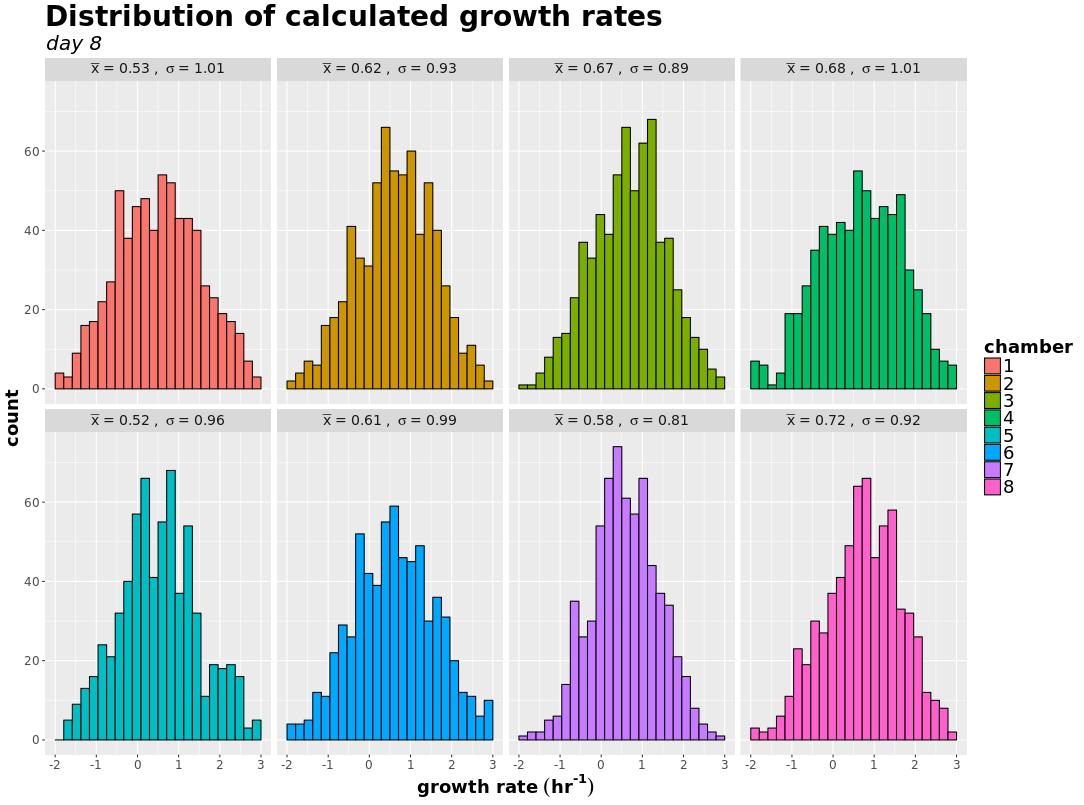 Distribution of calculated growth rates
day 8
x̅ = 0.53 , σ = 1.01
x̅ = 0.62 , σ = 0.93
x̅ = 0.67 , σ = 0.89
x̅ = 0.68 , σ = 1.01
60
40
20
0
x̅ = 0.52 , σ = 0.96
x̅ = 0.61 , σ = 0.99
x̅ = 0.58 , σ = 0.81
x̅ = 0.72 , σ = 0.92
60
40
20
0
count
-2 -1 0 1 2 3
-2 -1 0 1 2 3
-2 -1 0 1 2 3
-2 -1 0 1 2 3
growth rate (hr⁻¹)
chamber
1
2
3
4
5
6
7
8